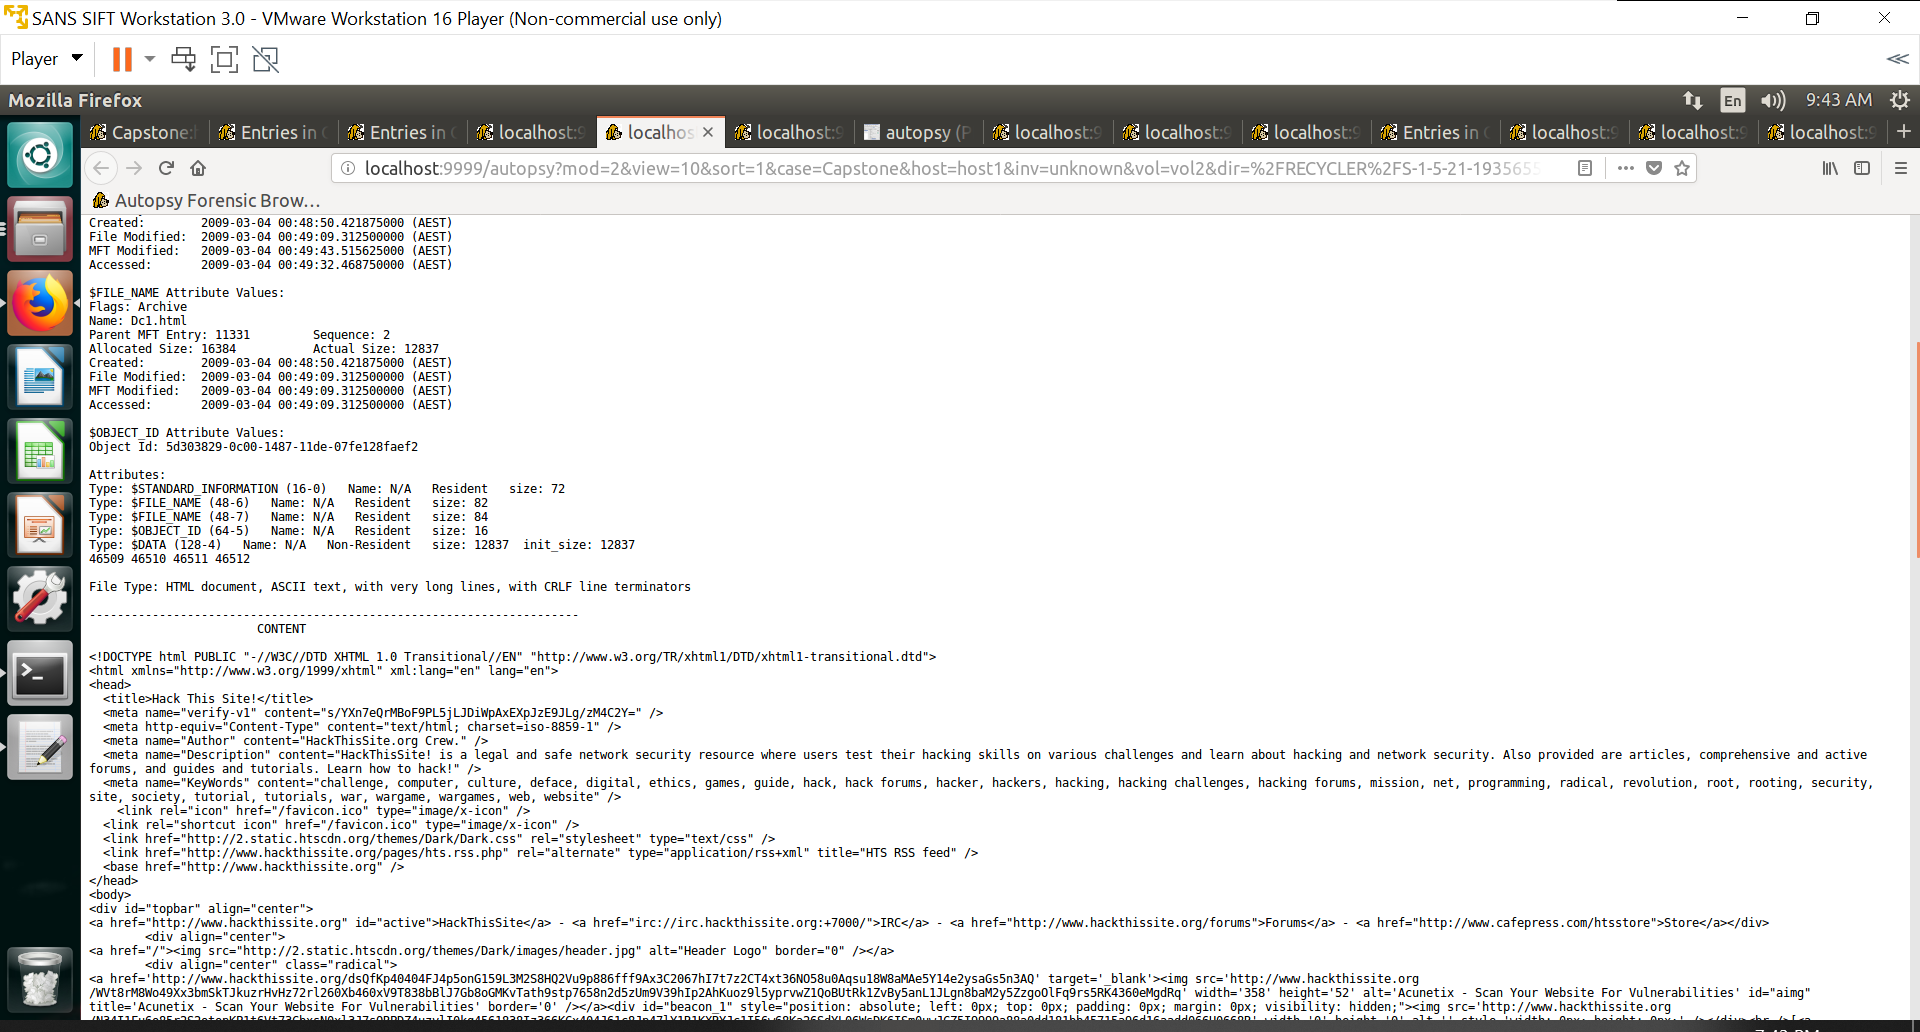 SANS SIFT Workstation 3.0 - VMware Workstation 16 Player (Non-commercial use only)
Player
Mozilla Firefox
En
9:43 AM
Capstone:
Entries in
Entries in
localhost:9
localhos
localhost:9
autopsy (P
localhost:9
localhost:9
localhost:9
Entries in
localhost:9
localhost:9
localhost:9
localhost:9999/autopsy?mod=2&view=10&sort=1&case=Capstone&host=host1&inv=unknown&vol=vol2&dir=%2FRECYCLER%2FS-1-5-21-1935655
Autopsy Forensic Brow...
Created: 2009-03-04 00:48:50.421875000 (AEST)
File Modified: 2009-03-04 00:49:09.312500000 (AEST)
MFT Modified: 2009-03-04 00:49:43.515625000 (AEST)
Accessed: 2009-03-04 00:49:32.468750000 (AEST)
$FILE_NAME Attribute Values:
Flags: Archive
Name: Dc1.html
Parent MFT Entry: 11331 Sequence: 2
Allocated Size: 16384 Actual Size: 12837
Created: 2009-03-04 00:48:50.421875000 (AEST)
File Modified: 2009-03-04 00:49:09.312500000 (AEST)
MFT Modified: 2009-03-04 00:49:09.312500000 (AEST)
Accessed: 2009-03-04 00:49:09.312500000 (AEST)
$OBJECT_ID Attribute Values:
Object Id: 5d303829-0c00-1487-11de-07fe128faef2
Attributes:
Type: $STANDARD_INFORMATION (16-0) Name: N/A Resident size: 72
Type: $FILE_NAME (48-6) Name: N/A Resident size: 82
Type: $FILE_NAME (48-7) Name: N/A Resident size: 84
Type: $OBJECT_ID (64-5) Name: N/A Resident size: 16
Type: $DATA (128-4) Name: N/A Non-Resident size: 12837 init_size: 12837
46509 46510 46511 46512
File Type: HTML document, ASCII text, with very long lines, with CRLF line terminators
----------------------------------------------------------------------
CONTENT
<!DOCTYPE html PUBLIC "-//W3C//DTD XHTML 1.0 Transitional//EN" "http://www.w3.org/TR/xhtml1/DTD/xhtml1-transitional.dtd">
<html xmlns="http://www.w3.org/1999/xhtml" xml:lang="en" lang="en">
<head>
<title>Hack This Site!</title>
<meta name="verify-v1" content="s/YXn7eQrMBoF9PL5jLJDiWpAxEXpJzE9JLg/zM4C2Y=" />
<meta http-equiv="Content-Type" content="text/html; charset=iso-8859-1" />
<meta name="Author" content="HackThisSite.org Crew." />
<meta name="Description" content="HackThisSite! is a legal and safe network security resource where users test their hacking skills on various challenges and learn about hacking and network security. Also provided are articles, comprehensive and active
forums, and guides and tutorials. Learn how to hack!" />
<meta name="KeyWords" content="challenge, computer, culture, deface, digital, ethics, games, guide, hack, hack forums, hacker, hackers, hacking, hacking challenges, hacking forums, mission, net, programming, radical, revolution, root, rooting, security,
site, society, tutorial, tutorials, war, wargame, wargames, web, website" />
<link rel="icon" href="/favicon.ico" type="image/x-icon" />
<link rel="shortcut icon" href="/favicon.ico" type="image/x-icon" />
<link href="http://2.static.htscdn.org/themes/Dark/Dark.css" rel="stylesheet" type="text/css" />
<link href="http://www.hackthissite.org/pages/hts.rss.php" rel="alternate" type="application/rss+xml" title="HTS RSS feed" />
<base href="http://www.hackthissite.org" />
</head>
<body>
<div id="topbar" align="center">
<a href="http://www.hackthissite.org" id="active">HackThisSite</a> - <a href="irc://irc.hackthissite.org:+7000/">IRC</a> - <a href="http://www.hackthissite.org/forums">Forums</a> - <a href="http://www.cafepress.com/htsstore">Store</a></div>
<div align="center">
<a href="/"><img src="http://2.static.htscdn.org/themes/Dark/images/header.jpg" alt="Header Logo" border="0" /></a>
<div align="center" class="radical">
<a href='http://www.hackthissite.org/dsQfKp40404FJ4p5onG159L3M2S8HQ2Vu9p886fff9Ax3C2067hI7t7z2CT4xt36NO58u0Aqsu18W8aMAe5Y14e2ysaGs5n3AQ' target='_blank'><img src='http://www.hackthissite.org
/WVt8rM8Wo49Xx3bmSkTJkuzrHvHz72rl260Xb460xV9T838bBlJ7Gb8oGMKvTath9stp7658n2d5zUm9V39hIp2AhKuoz9l5yprvwZ1QoBUtRk1ZvBy5anL1JLgn8baM2y5ZzgoOlFq9rs5RK4360eMgdRq' width='358' height='52' alt='Acunetix - Scan Your Website For Vulnerabilities' id="aimg"
title='Acunetix - Scan Your Website For Vulnerabilities' border='0' /></a><div id="beacon_1" style="position: absolute; left: 0px; top: 0px; padding: 0px; margin: 0px; visibility: hidden;"><img src='http://www.hackthissite.org